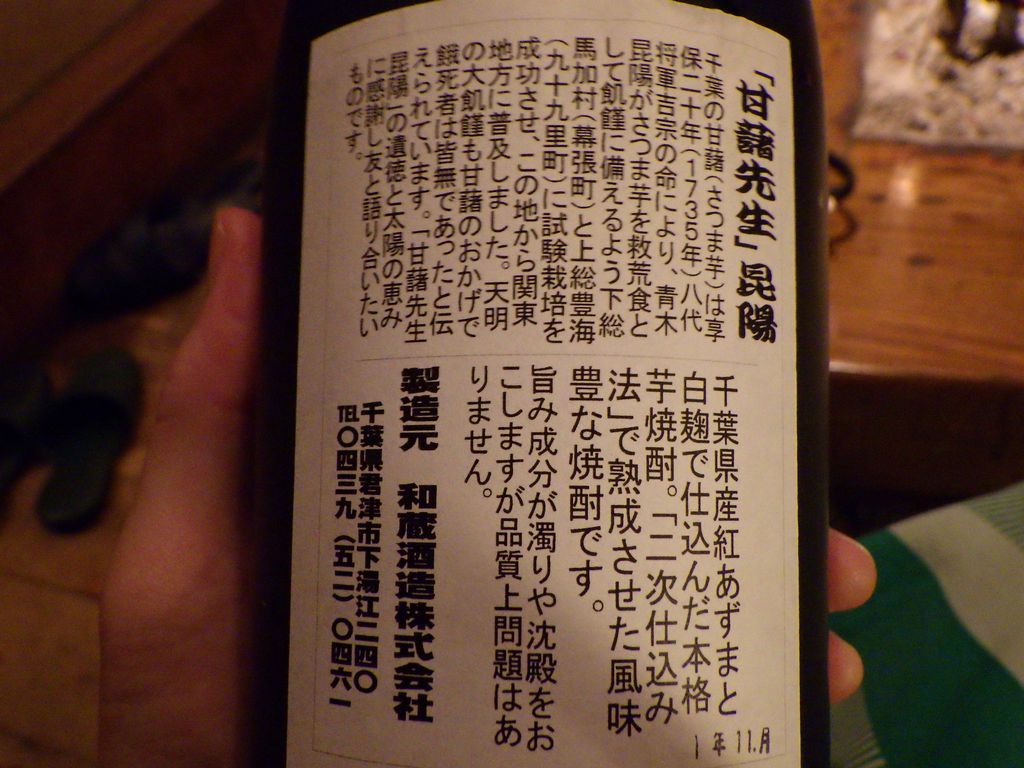 「甘藷先生」昆陽
千葉の甘藷(さつま芋)は享
保二十年(1735年)、八代
将軍吉宗の命により、青木
昆陽がさつま芋を救荒食と
して飢饉に備えるよう下総
馬加村(幕張町)と上総豊海
(九十九里町)に試験栽培を
成功させ、この地から関東
地方に普及しました。天明
の大飢饉も甘藷のおかげで
餓死者は皆無であったと伝
えられています。「甘藷先生
昆陽」の遺徳と太陽の恵み
に感謝し友と語り合いたい
ものです。
千葉県産紅あずまと
白麹で仕込んだ本格
芋焼酎。「二次仕込み
法」で熟成させた風味
豊な焼酎です。
旨み成分が濁りや沈殿をお
こしますが品質上問題はあ
りません。
製造元 和蔵酒造株式会社
千葉県君津市下湯江二四〇
TEL〇四三九(五二)〇四六一
1年11.月